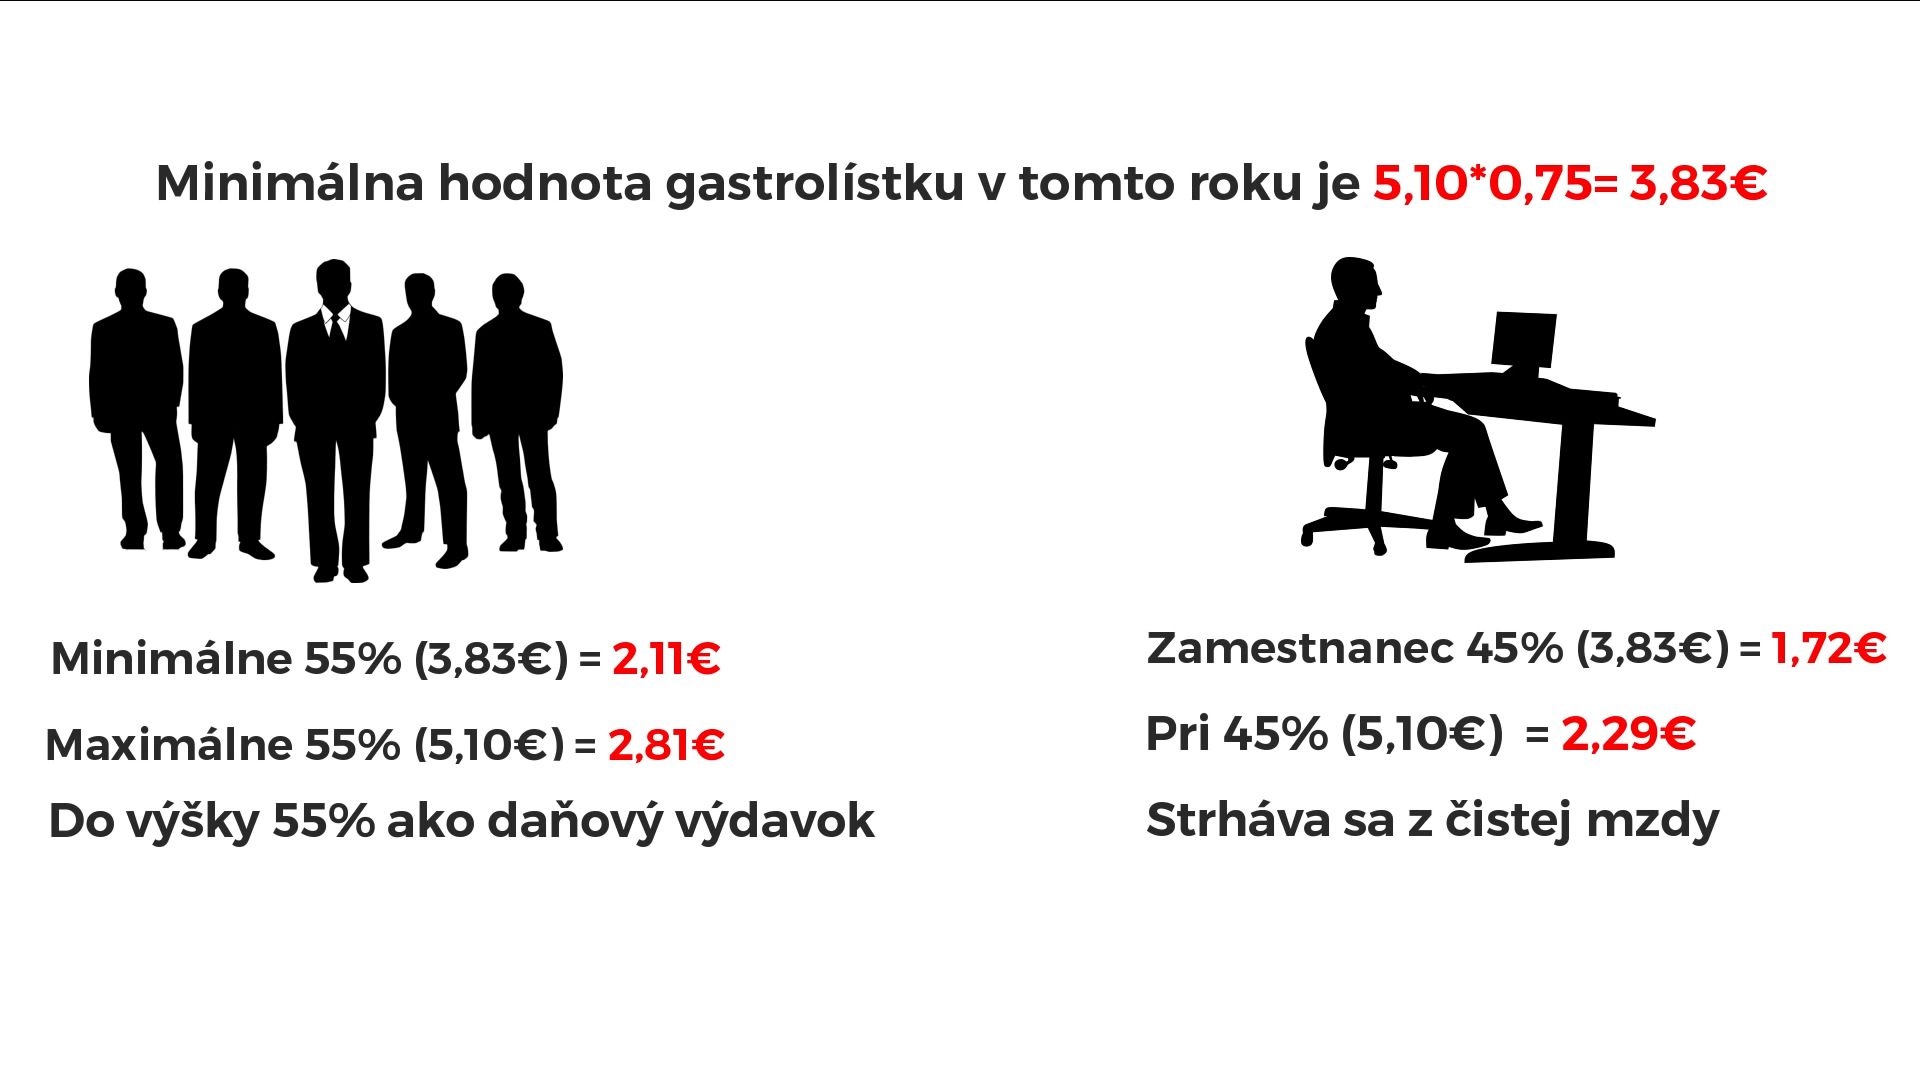 Minimálna hodnota gastrolístku v tomto roku je 5,10*0,75= 3,83€
Minimálne 55% (3,83€) = 2,11€
Maximálne 55% (5,10€) = 2,81€
Do výšky 55% ako daňový výdavok
Zamestnanec 45% (3,83€) = 1,72€
Pri 45% (5,10€) = 2,29€
Strháva sa z čistej mzdy